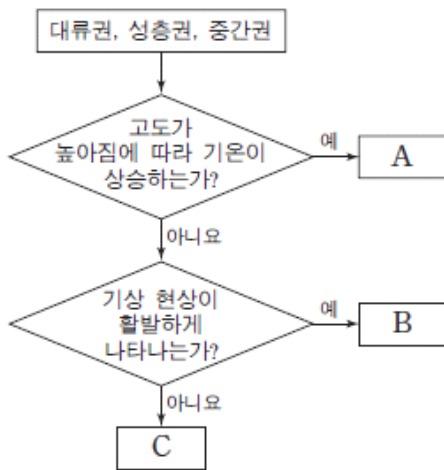 대류권, 성층권, 중간권
고도가
높아짐에 따라 기온이
상승하는가?
예
A
아니요
기상 현상이
활발하게
나타나는가?
예
B
아니요
C